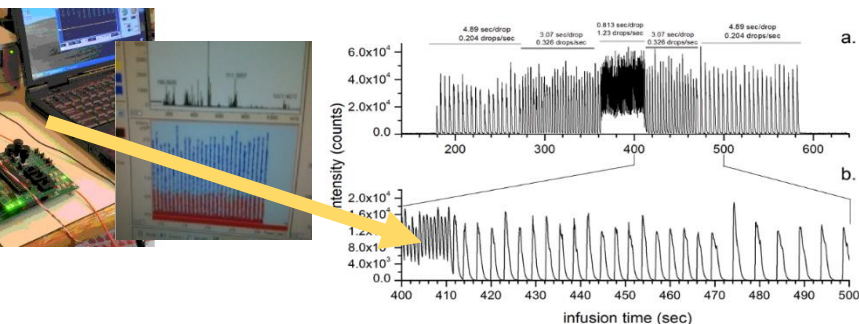 4.89 sec/drop
0.204 drops/sec
3.07 sec/drop
0.326 drops/sec
0.813 sec/drop
1.23 drops/sec
3.07 sec/drop
0.326 drops/sec
4.89 sec/drop
0.204 drops/sec
a.
6.0x10⁴
4.0x10⁴
2.0x10⁴
0.0
200 300 400 500 600
ntensity (counts)
b.
2.0x10⁴
1.6x10⁴
1.2x10
8.0x10
4.0x10³
0.0
400 410 420 430 440 450 460 470 480 490 500
infusion time (sec)